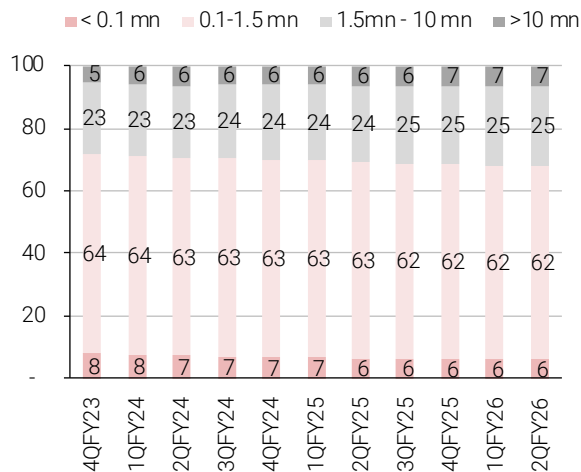 < 0.1 mn 0.1-1.5 mn 1.5mn - 10 mn >10 mn
100
5 6 6 6 6 6 6 6 7 7 7
23 23 23 24 24 24 24 25 25 25 25
80
60
64 64 63 63 63 63 63 62 62 62 62
40
20
8 8 7 7 7 7 6 6 6 6 6
-
4QFY23 1QFY24 2QFY24 3QFY24 4QFY24 1QFY25 2QFY25 3QFY25 4QFY25 1QFY26 2QFY26